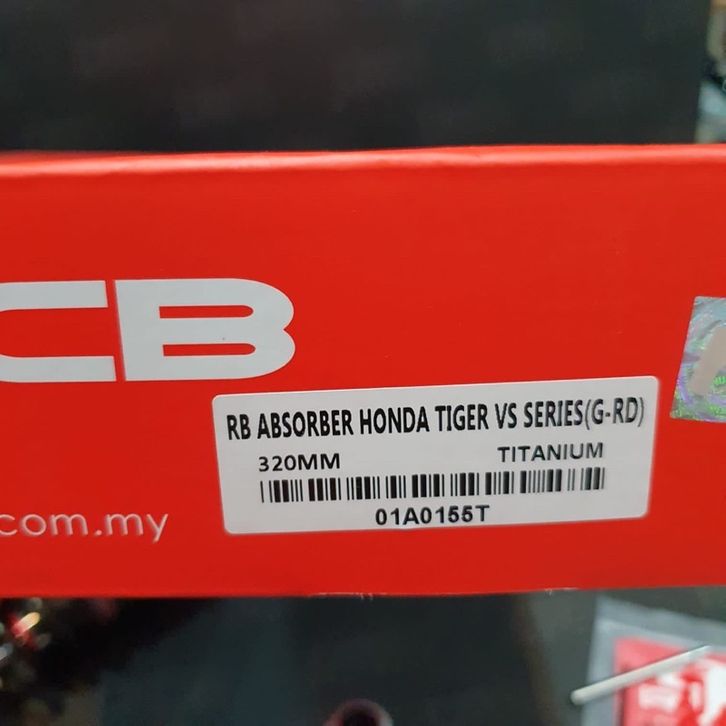 CB
RB ABSORBER HONDA TIGER VS SERIES(G-RD)
320MM TITANIUM
01A0155T
.com.my